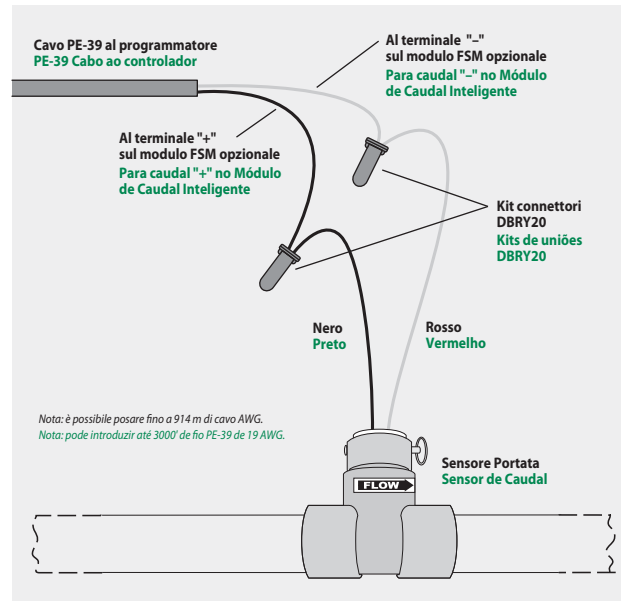 Cavo PE-39 al programmatore
PE-39 Cabo ao controlador
Al terminale "–"
sul modulo FSM opzionale
Para caudal "–" no Módulo
de Caudal Inteligente
Al terminale "+"
sul modulo FSM opzionale
Para caudal "+" no Módulo
de Caudal Inteligente
Kit connettori
DBRY20
Kits de uniões
DBRY20
Nero
Preto
Rosso
Vermelho
Nota: è possibile posare fino a 914 m di cavo AWG.
Nota: pode introduzir até 3000' de fio PE-39 de 19 AWG.
FLOW
Sensore Portata
Sensor de Caudal